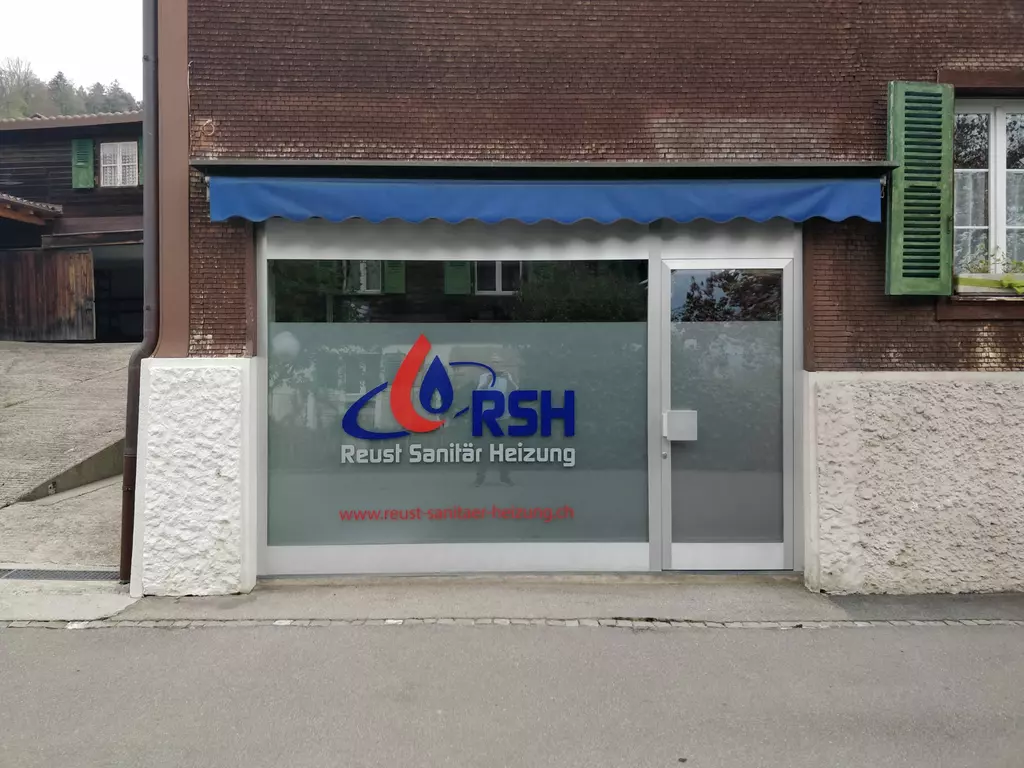 RSH
Reust Sanitär Heizung
www.reust-sanitaer-heizung.ch